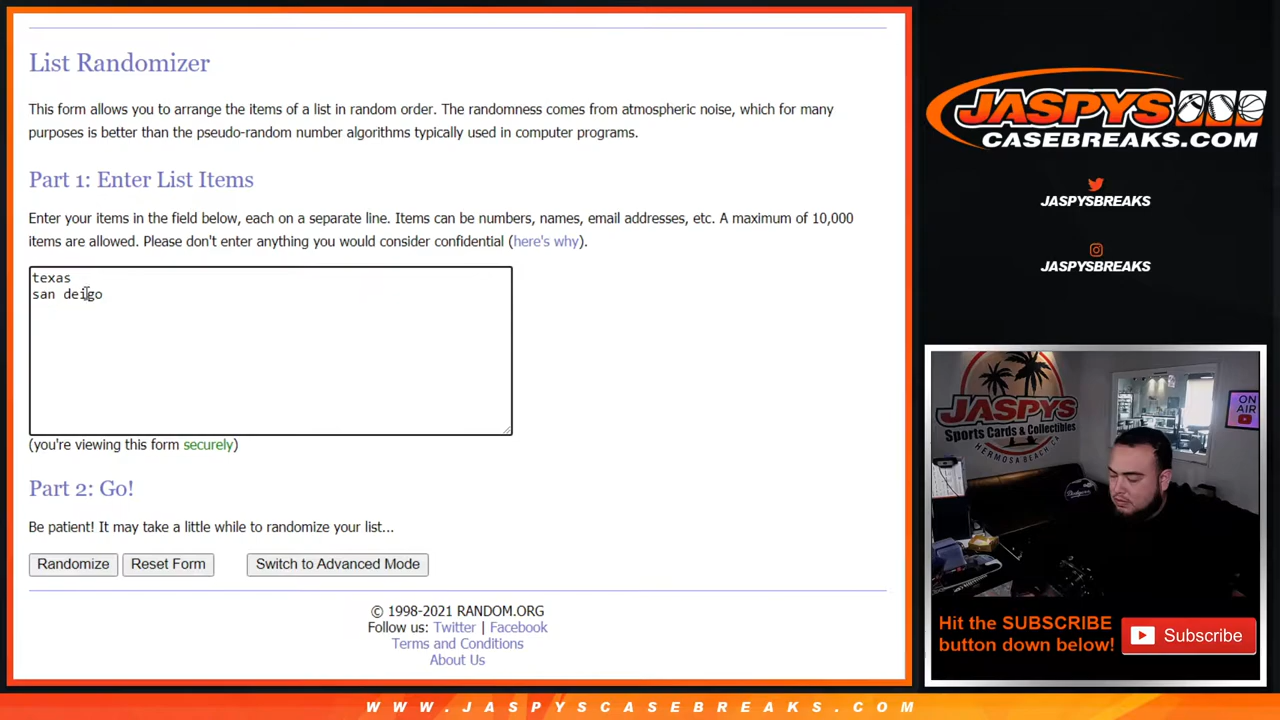 List Randomizer
This form allows you to arrange the items of a list in random order. The randomness comes from atmospheric noise, which for many
purposes is better than the pseudo-random number algorithms typically used in computer programs.
Part 1: Enter List Items
Enter your items in the field below, each on a separate line. Items can be numbers, names, email addresses, etc. A maximum of 10,000
items are allowed. Please don't enter anything you would consider confidential (here's why).
texas
san deigo
(you're viewing this form securely)
Part 2: Go!
Be patient! It may take a little while to randomize your list...
Randomize
Reset Form
Switch to Advanced Mode
© 1998-2021 RANDOM.ORG
Follow us: Twitter | Facebook
Terms and Conditions
About Us
JASPYS
CASEBREAKS.COM
JASPYSBREAKS
JASPYSBREAKS
JASPYS
Sports Cards & Collectibles
HERMOSA BEACH CA
ON
AIR
Dodgers
Hit the SUBSCRIBE
button down below!
Subscribe
WWW.JASPYSCASEBREAKS.COM